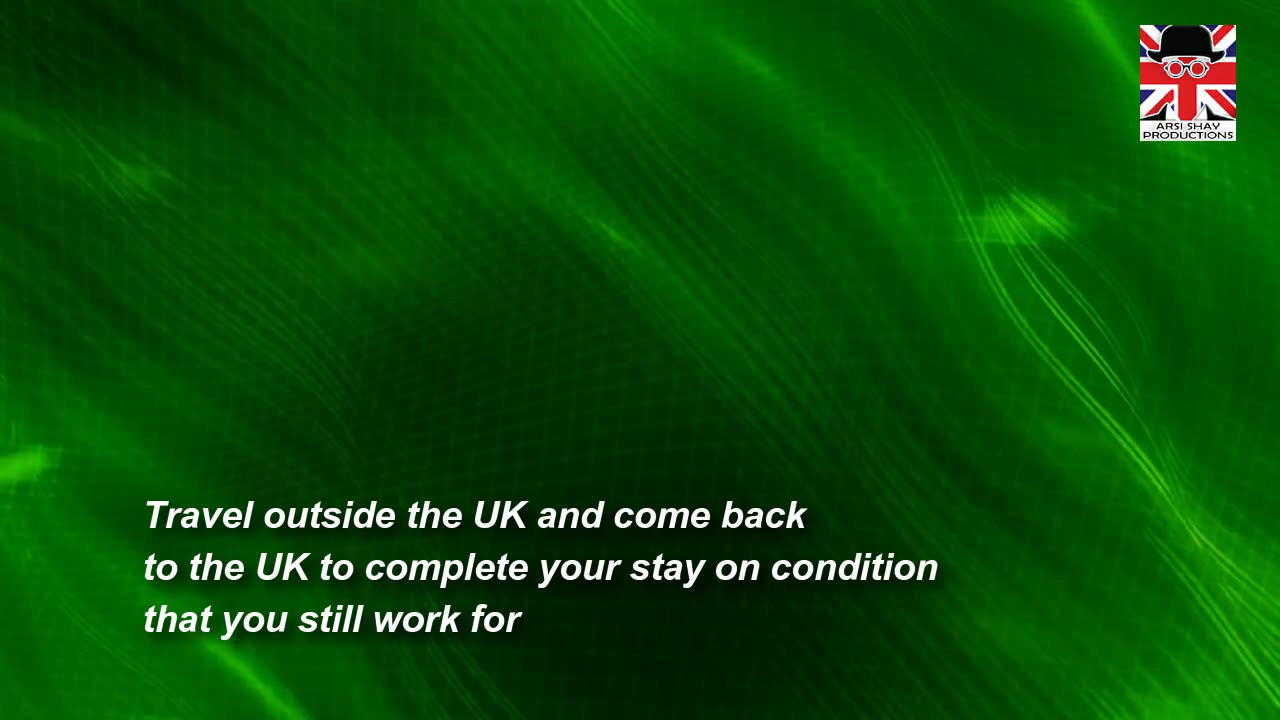 ARSI SHAY
PRODUCTIONS
Travel outside the UK and come back
to the UK to complete your stay on condition
that you still work for